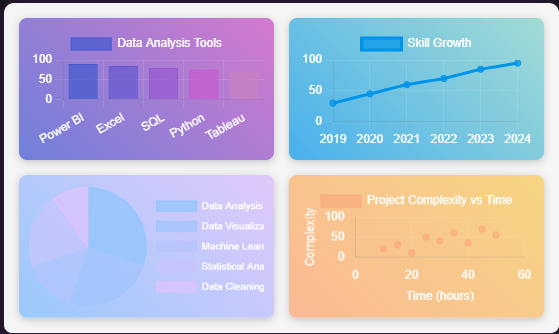 Data Analysis Tools
100
50
0
Power BI
Excel
SQL
Python
Tableau
Skill Growth
100
50
0
2019 2020 2021 2022 2023 2024
Data Analysis
Data Visualiza
Machine Lear
Statistical Ana
Data Cleaning
Project Complexity vs Time
Complexity
100
50
0
0 20 40 60
Time (hours)